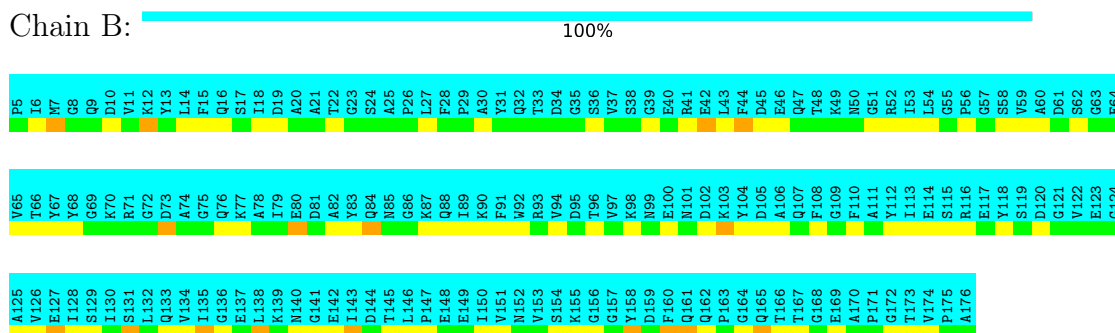 Chain B:
100%
P5 I6 M7 G8 Q9 D10 V11 K12 Y13 L14 F15 Q16 S17 I18 D19 A20 A21 T22 G23 S24 A25 P26 L27 F28 P29 A30 Y31 Q32 T33 D34 G35 S36 V37 S38 G39 E40 R41 E42 L43 F44 D45 E46 Q47 T48 K49 N50 G51 R52 I53 L54 G55 P56 G57 S58 V59 A60 D61 S62 G63
V65 T66 Y67 Y68 G69 K70 R71 G72 D73 A74 G75 Q76 K77 A78 I79 E80 D81 A82 Y83 Q84 N85 G86 K87 Q88 I89 K90 F91 W92 R93 V94 D95 T96 V97 K98 N99 E100 N101 D102 K103 Y104 D105 A106 Q107 F108 G109 F110 A111 Y112 I113 E114 S115 R116 E117 Y118 S119 D120 G121 V122 E123
A125 V126 E127 I128 S129 I130 S131 L132 Q133 V134 I135 G136 E137 L138 K139 N140 G141 E142 I143 D144 T145 L146 P147 E148 E149 I150 V151 N152 V153 S154 K155 G156 G157 Y158 D159 F160 Q161 Q162 P163 G164 Q165 T166 T167 G168 E169 A170 P171 G172 T173 V174 P175 A176